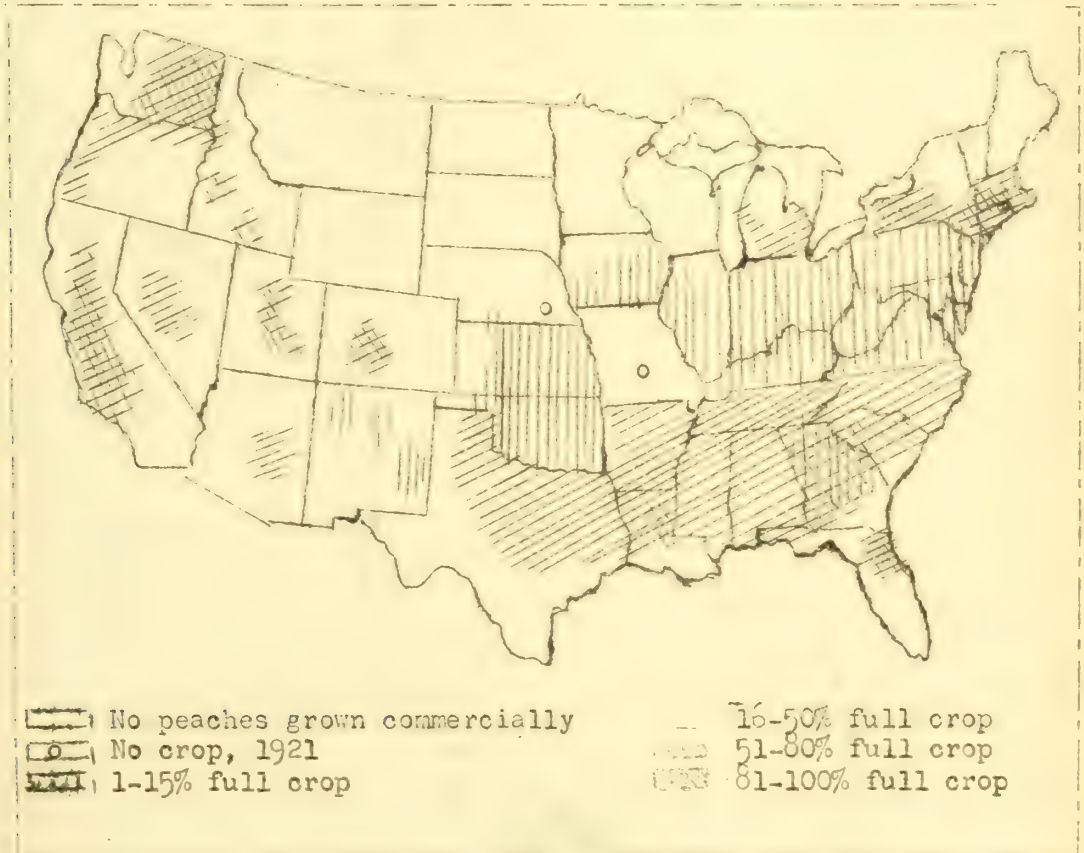 No peaches grown commercially
No crop, 1921
1-15% full crop
16-50% full crop
51-80% full crop
81-100% full crop